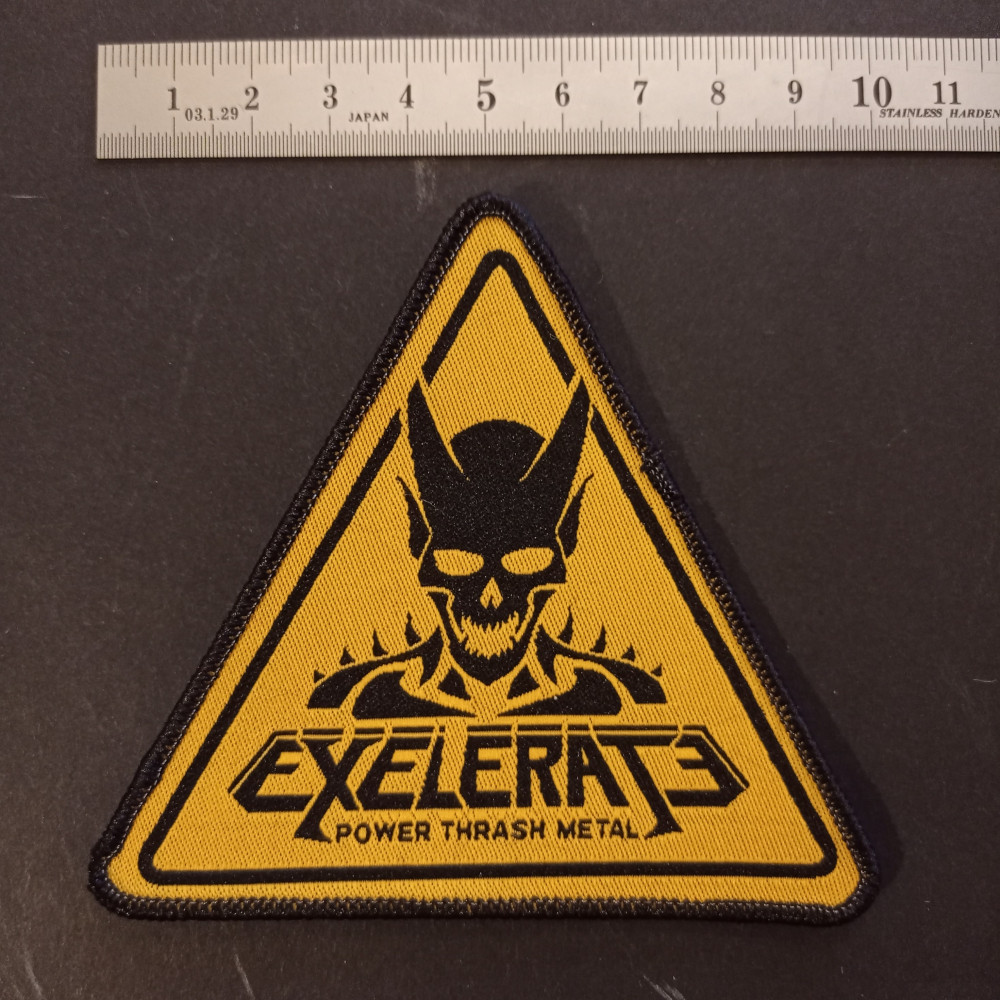 1 2 3 4 5 6 7 8 9 10 11
03.1.29 JAPAN STAINLESS HARDEN
EXELERATE
POWER THRASH METAL